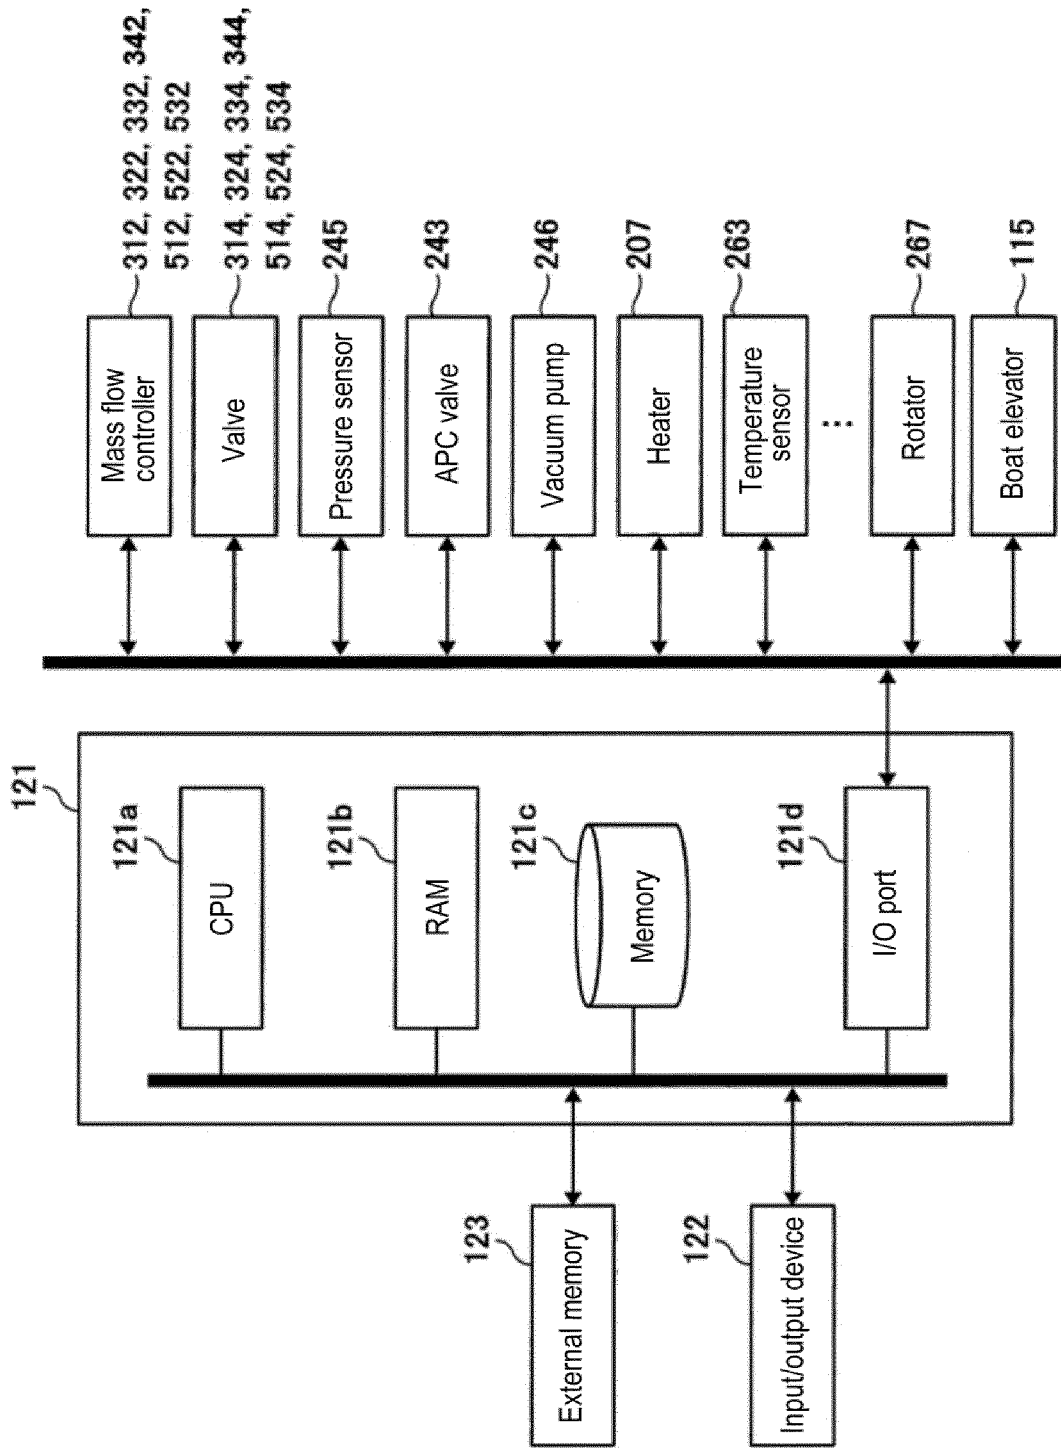 121
121a
CPU
121b
RAM
121c
Memory
121d
I/O port
123
External memory
122
Input/output device
Mass flow
controller
312, 322, 332, 342,
512, 522, 532
Valve
314, 324, 334, 344,
514, 524, 534
Pressure sensor
245
APC valve
243
Vacuum pump
246
Heater
207
Temperature
sensor
263
Rotator
267
Boat elevator
115